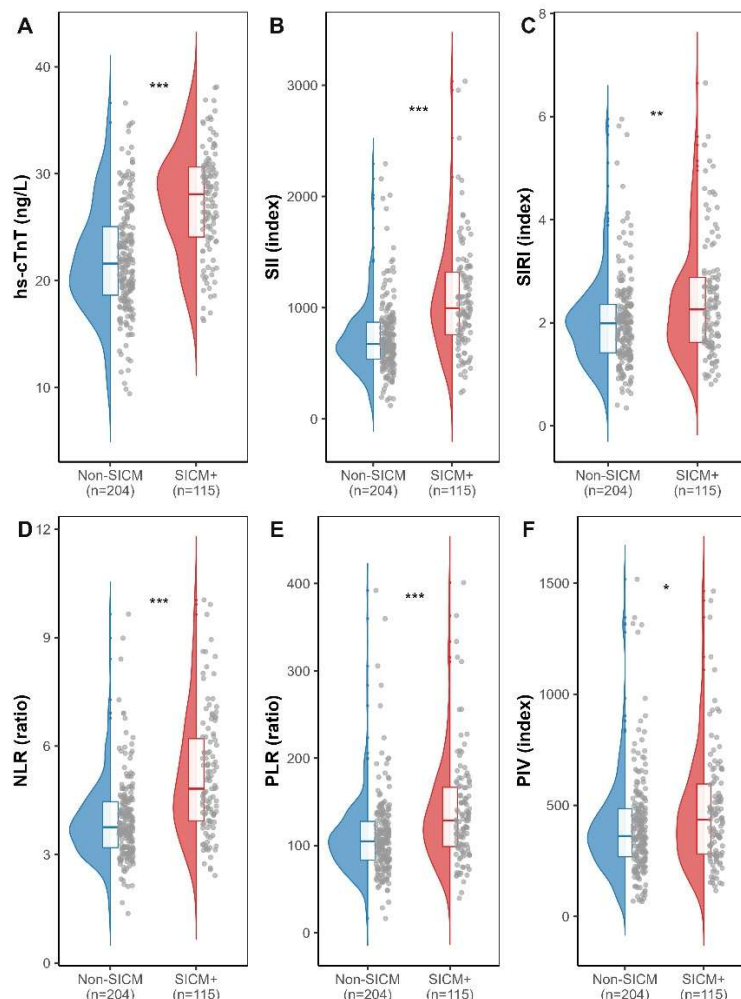 A
hs-cTnT (ng/L)
40
30
20
10
***
Non-SICM
(n=204)
SICM+
(n=115)
B
SII (index)
3000
2000
1000
0
***
Non-SICM
(n=204)
SICM+
(n=115)
C
SIRI (index)
8
6
4
2
0
**
Non-SICM
(n=204)
SICM+
(n=115)
D
NLR (ratio)
12
9
6
3
0
***
Non-SICM
(n=204)
SICM+
(n=115)
E
PLR (ratio)
400
300
200
100
0
***
Non-SICM
(n=204)
SICM+
(n=115)
F
PIV (index)
1500
1000
500
0
*
Non-SICM
(n=204)
SICM+
(n=115)